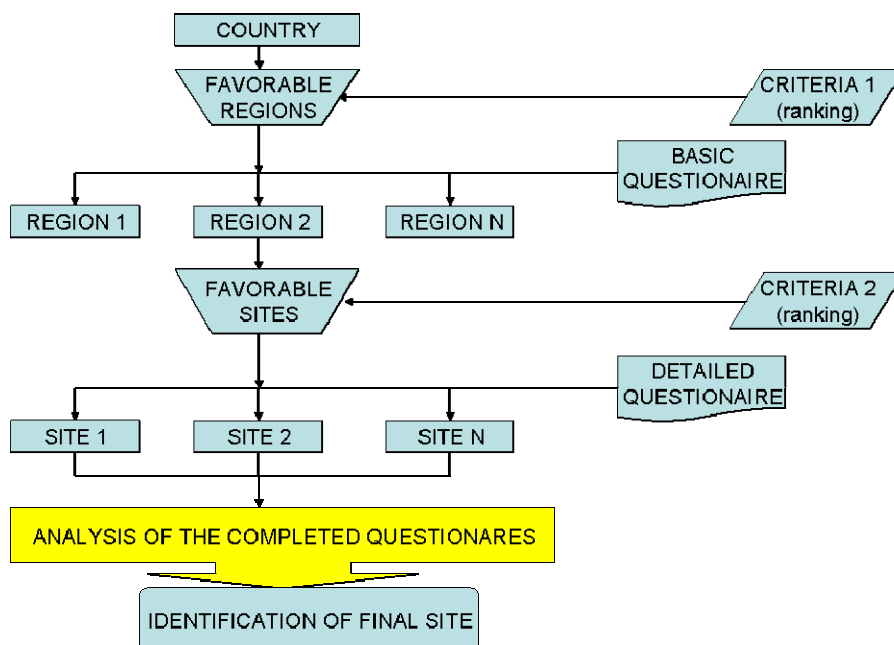 COUNTRY
FAVORABLE
REGIONS
CRITERIA 1
(ranking)
BASIC
QUESTIONAIRE
REGION 1
REGION 2
REGION N
FAVORABLE
SITES
CRITERIA 2
(ranking)
DETAILED
QUESTIONAIRE
SITE 1
SITE 2
SITE N
ANALYSIS OF THE COMPLETED QUESTIONARES
IDENTIFICATION OF FINAL SITE